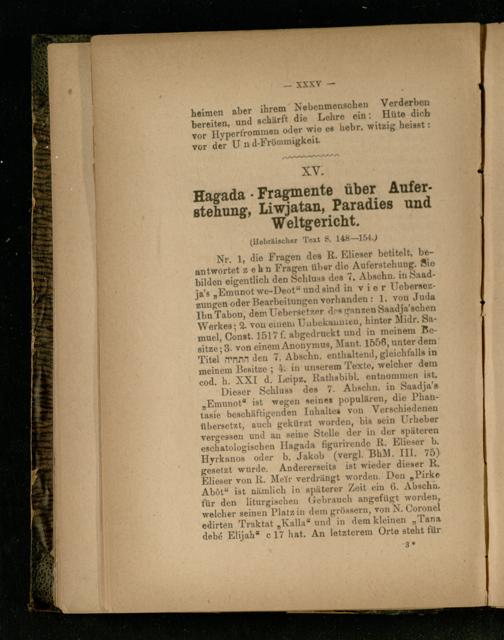 — XXXV —
heimen aber ihrem Nebenmenschen Verderben
bereiten, und schärft die Lehre ein: Hüte dich
vor Hyperfrommen oder wie es hebr. witzig heisst:
vor der Und-Frömmigkeit.
XV.
Hagada-Fragmente über Aufer-
stehung, Liwjatan, Paradies und
Weltgericht.
(Hebräischer Text S. 148—154.)
Nr. 1, die Fragen des R. Elieser betitelt, be-
antwortet zehn Fragen über die Auferstehung. Sie
bilden eigentlich den Schluss des 7. Abschn. in Saad-
ja's „Emunot we-Deot“ und sind in vier Uebersez-
zungen oder Bearbeitungen vorhanden: 1. von Juda
Ibn Tabon, dem Uebersetzer des ganzen Saadja'schen
Werkes; 2. von einem Unbekannten, hinter Midr. Sa-
muel, Const. 1517 f. abgedruckt und in meinem Be-
sitze; 3. von einem Anonymus, Mant. 1556, unter dem
Titel התחיה den 7. Abschn. enthaltend, gleichfalls in
meinem Besitze; 4. in unserem Texte, welcher dem
cod. h. XXI d. Leipz. Rathsbibl. entnommen ist.
Dieser Schluss des 7. Abschn. in Saadja's
„Emunot“ ist wegen seines populären, die Phan-
tasie beschäftigenden Inhaltes von Verschiedenen
übersetzt, auch gekürzt worden, bis sein Urheber
vergessen und an seine Stelle der in der späteren
eschatologischen Hagada figurirende R. Elieser b.
Hyrkanos oder b. Jakob (vergl. BhM. III. 75)
gesetzt wurde. Andererseits ist wieder dieser R.
Elieser von R. Meïr verdrängt worden. Den „Pirke
Abôt“ ist nämlich in späterer Zeit ein 6. Abschn.
für den liturgischen Gebrauch angefügt worden,
welcher seinen Platz in dem grössern, von N. Coronel
edirten Traktat „Kalla“ und in dem kleinen „Tana
debé Elijah“ c 17 hat. An letzterem Orte steht für
3*